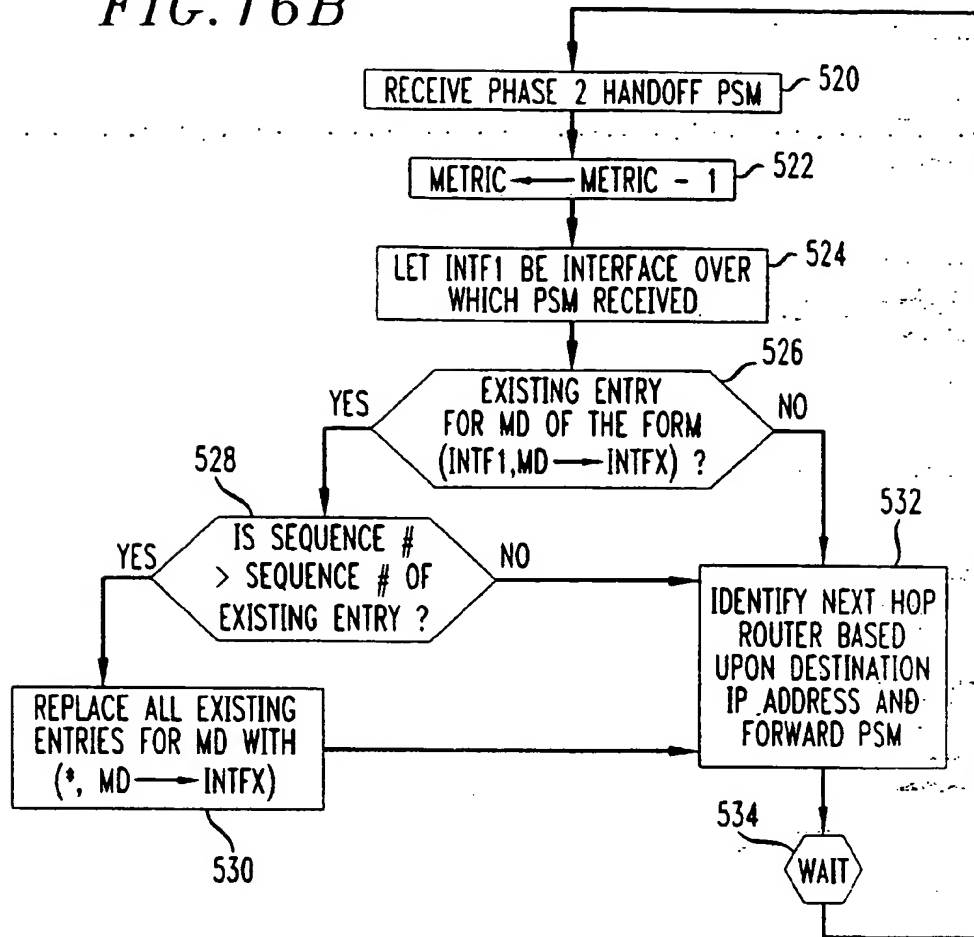 FIG. 16B
RECEIVE PHASE 2 HANDOFF PSM
520
METRIC ← METRIC - 1
522
LET INTF1 BE INTERFACE OVER
WHICH PSM RECEIVED
524
EXISTING ENTRY
FOR MD OF THE FORM
(INTF1,MD → INTFX) ?
526
YES
NO
528
IS SEQUENCE #
> SEQUENCE # OF
EXISTING ENTRY ?
YES
NO
532
IDENTIFY NEXT HOP
ROUTER BASED
UPON DESTINATION
IP ADDRESS AND
FORWARD PSM
REPLACE ALL EXISTING
ENTRIES FOR MD WITH
(*, MD → INTFX)
530
534
WAIT